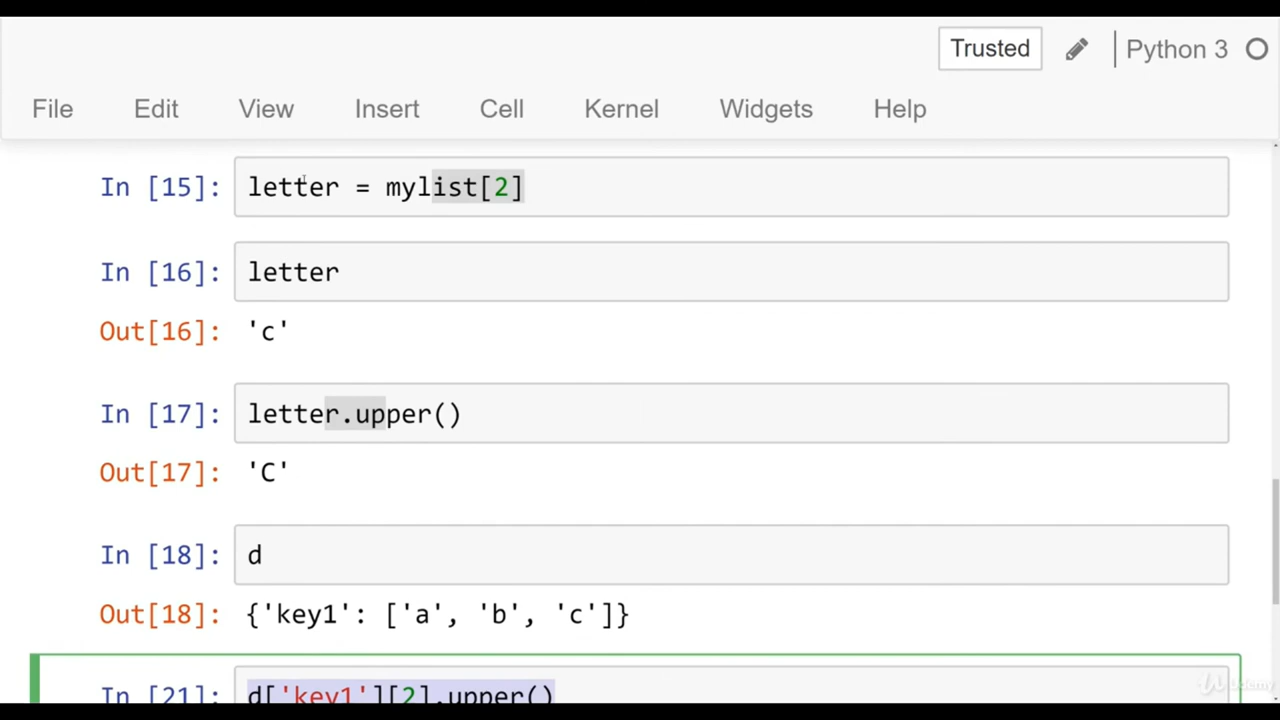 Trusted Python 3
File Edit View Insert Cell Kernel Widgets Help
In [15]: letter = mylist[2]
In [16]: letter
Out[16]: 'c'
In [17]: letter.upper()
Out[17]: 'C'
In [18]: d
Out[18]: {'key1': ['a', 'b', 'c']}
In [21]: d['key1'][2].upper()
Udemy